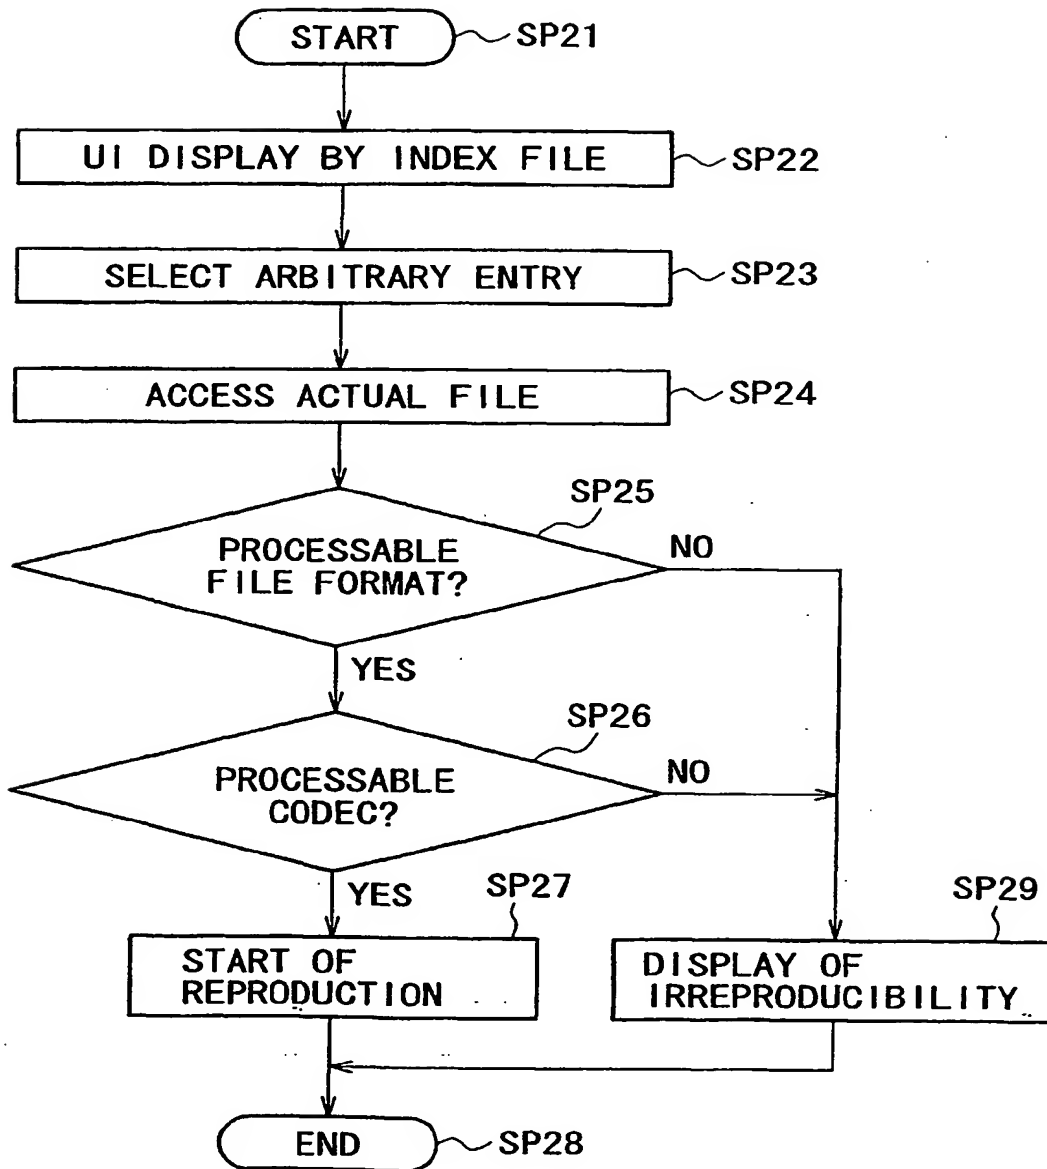 START
SP21
UI DISPLAY BY INDEX FILE
SP22
SELECT ARBITRARY ENTRY
SP23
ACCESS ACTUAL FILE
SP24
SP25
PROCESSABLE
FILE FORMAT?
NO
YES
SP26
PROCESSABLE
CODEC?
NO
YES
SP27
START OF
REPRODUCTION
SP29
DISPLAY OF
IRREPRODUCIBILITY
END
SP28